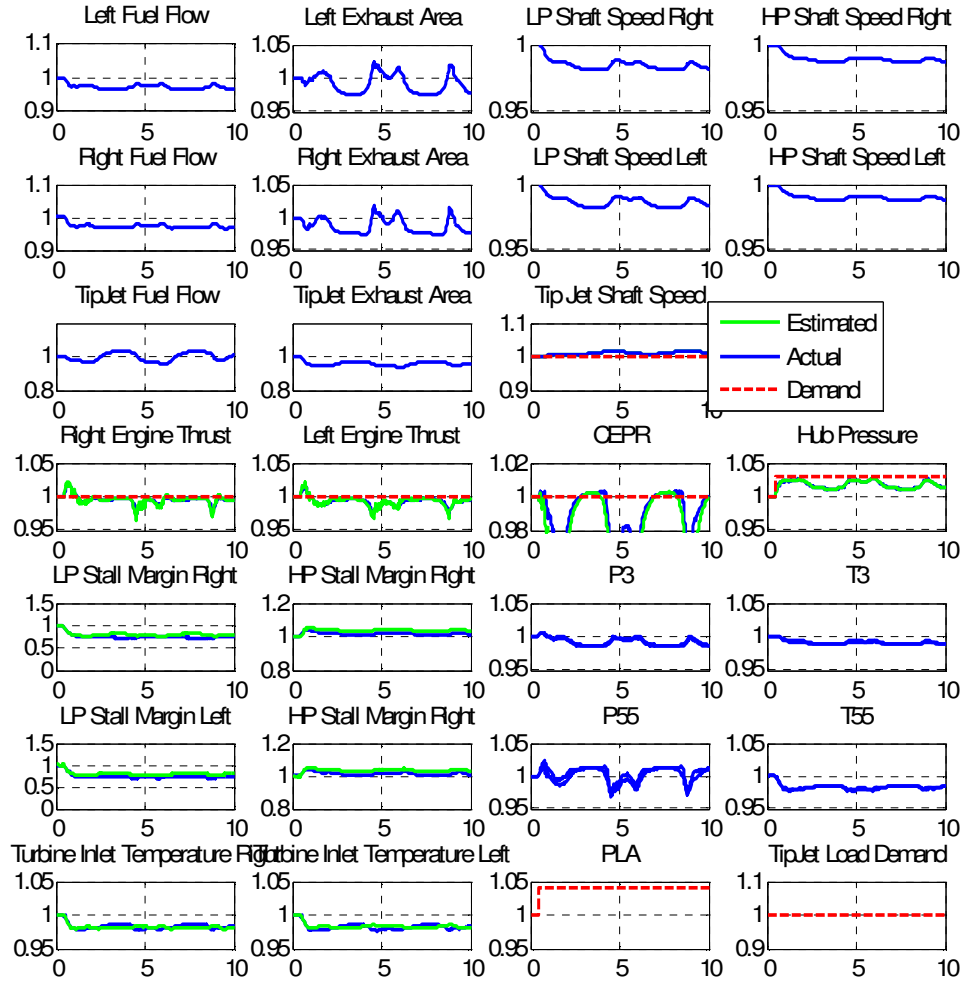 Left Fuel Flow
Left Exhaust Area
LP Shaft Speed Right
HP Shaft Speed Right
1.1
1
0.9
0 5 10
1.05
1
0.95
0 5 10
1
0.95
0 5 10
1
0.95
0 5 10
Right Fuel Flow
Right Exhaust Area
LP Shaft Speed Left
HP Shaft Speed Left
1.1
1
0.9
0 5 10
1.05
1
0.95
0 5 10
1
0.95
0 5 10
1
0.95
0 5 10
TipJet Fuel Flow
TipJet Exhaust Area
Tip Jet Shaft Speed
1
0.8
0 5 10
1
0.8
0 5 10
1.1
1
0.9
0 5 10
Estimated
Actual
Demand
Right Engine Thrust
Left Engine Thrust
CEPR
Hub Pressure
1.05
1
0.95
0 5 10
1.05
1
0.95
0 5 10
1.02
1
0.98
0 5 10
1.05
1
0.95
0 5 10
LP Stall Margin Right
HP Stall Margin Right
P3
T3
1.5
1
0.5
0
0 5 10
1.2
1
0.8
0 5 10
1.05
1
0.95
0 5 10
1.05
1
0.95
0 5 10
LP Stall Margin Left
HP Stall Margin Right
P55
T55
1.5
1
0.5
0
0 5 10
1.2
1
0.8
0 5 10
1.05
1
0.95
0 5 10
1.05
1
0.95
0 5 10
Turbine Inlet Temperature Right
Turbine Inlet Temperature Left
PLA
TipJet Load Demand
1.05
1
0.95
0 5 10
1.05
1
0.95
0 5 10
1.05
1
0.95
0 5 10
1.1
1
0.9
0 5 10